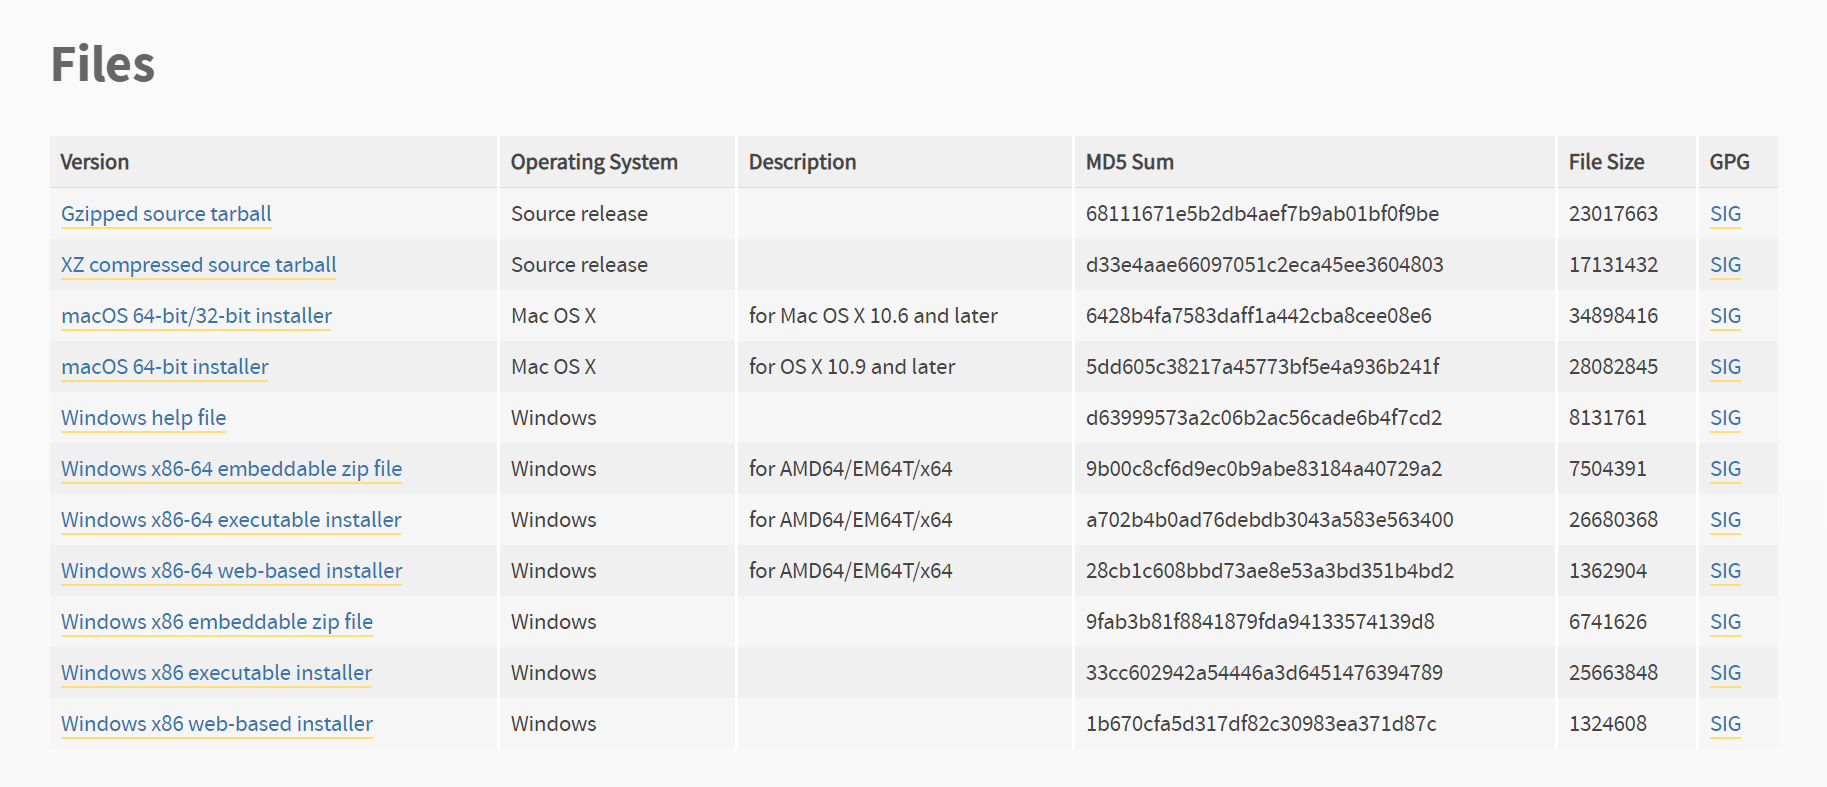 Files
Version Operating System Description MD5 Sum File Size GPG
Gzipped source tarball Source release 68111671e5b2db4aef7b9ab01bf0f9be 23017663 SIG
XZ compressed source tarball Source release d33e4aae66097051c2eca45ee3604803 17131432 SIG
macOS 64-bit/32-bit installer Mac OS X for Mac OS X 10.6 and later 6428b4fa7583daff1a442cba8cee08e6 34898416 SIG
macOS 64-bit installer Mac OS X for OS X 10.9 and later 5dd605c38217a45773bf5e4a936b241f 28082845 SIG
Windows help file Windows d63999573a2c06b2ac56cade6b4f7cd2 8131761 SIG
Windows x86-64 embeddable zip file Windows for AMD64/EM64T/x64 9b00c8cf6d9ec0b9abe83184a40729a2 7504391 SIG
Windows x86-64 executable installer Windows for AMD64/EM64T/x64 a702b4b0ad76debdb3043a583e563400 26680368 SIG
Windows x86-64 web-based installer Windows for AMD64/EM64T/x64 28cb1c608bbd73ae8e53a3bd351b4bd2 1362904 SIG
Windows x86 embeddable zip file Windows 9fab3b81f8841879fda94133574139d8 6741626 SIG
Windows x86 executable installer Windows 33cc602942a54446a3d6451476394789 25663848 SIG
Windows x86 web-based installer Windows 1b670cfa5d317df82c30983ea371d87c 1324608 SIG